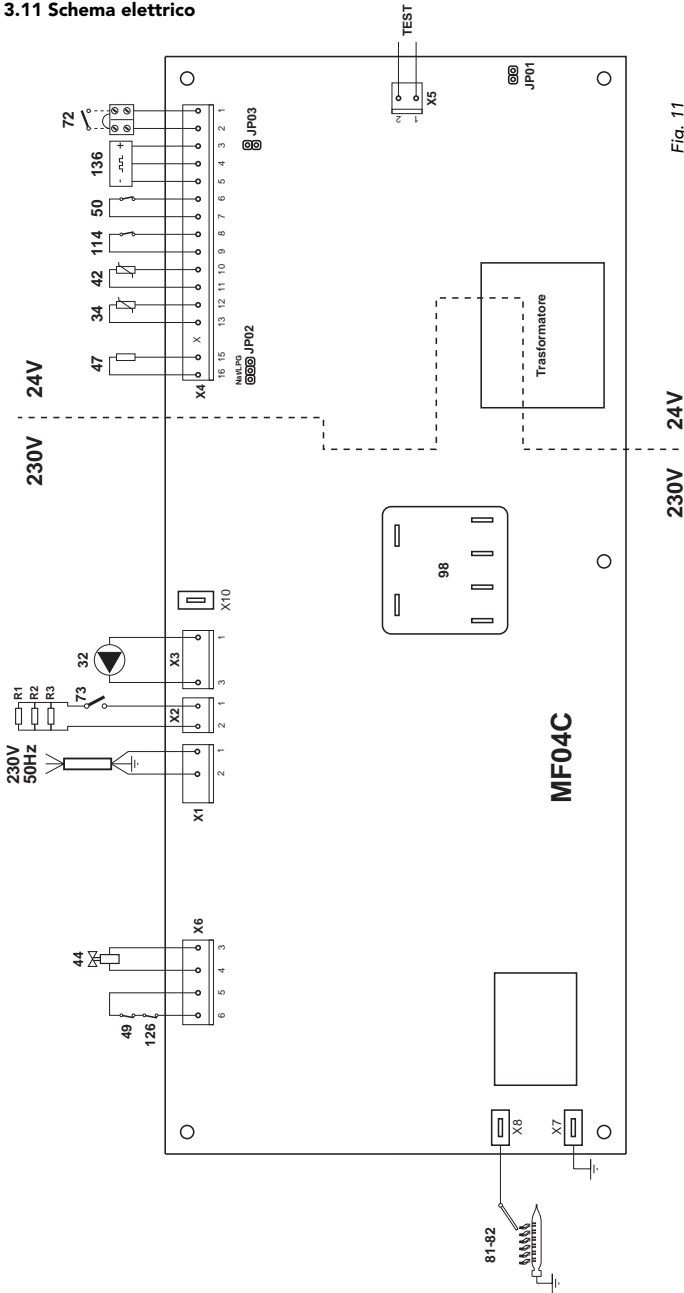 3.11 Schema elettrico
TEST
X5
2 1
JP01
Fig. 11
72
136
- +
50
114
42
34
47
1 2 3 4 5 6 7 8 9 10 11 12 13 X 15 16
JP03
JP02
Nat/LPG
X4
24V
230V
Trasformatore
24V
230V
98
X10
32
X3
1 3
R1
R2
R3
73
X2
1 2
230V
50Hz
X1
1 2
MF04C
44
X6
3 4 5 6
49
126
X8
X7
81-82